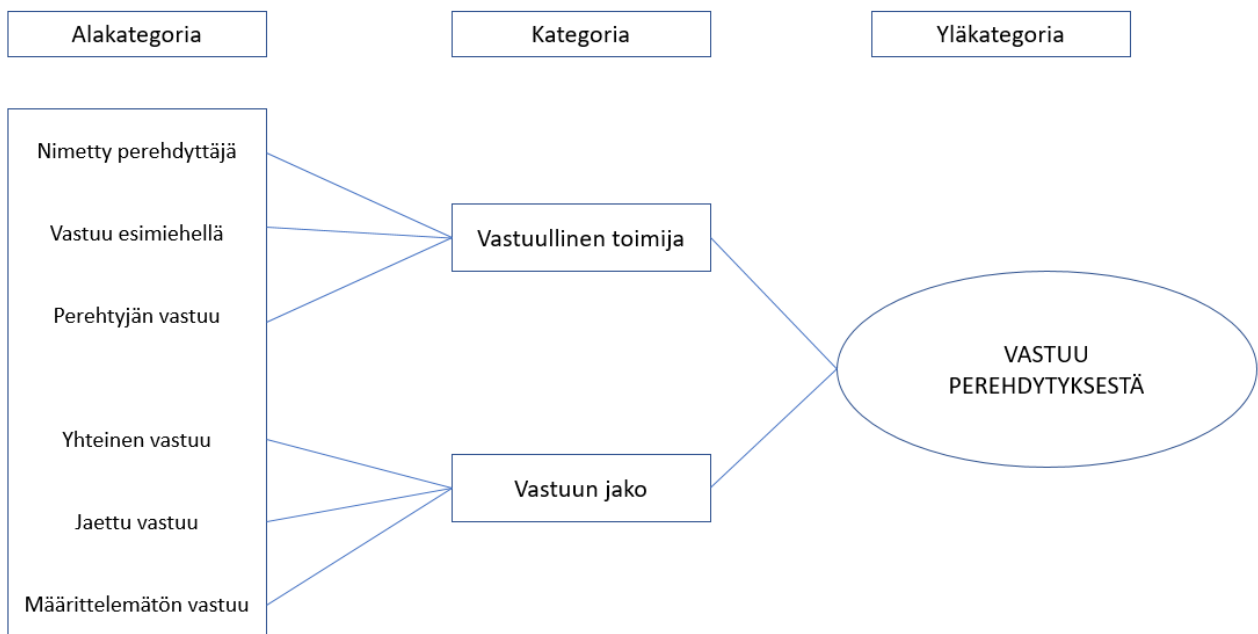 Alakategoria
Kategoria
Yläkategoria
Nimetty perehdyttäjä
Vastuu esimiehellä
Perehtyjän vastuu
Yhteinen vastuu
Jaettu vastuu
Määrittelemätön vastuu
Vastuullinen toimija
Vastuun jako
VASTUU
PEREHDYTYKSESTÄ